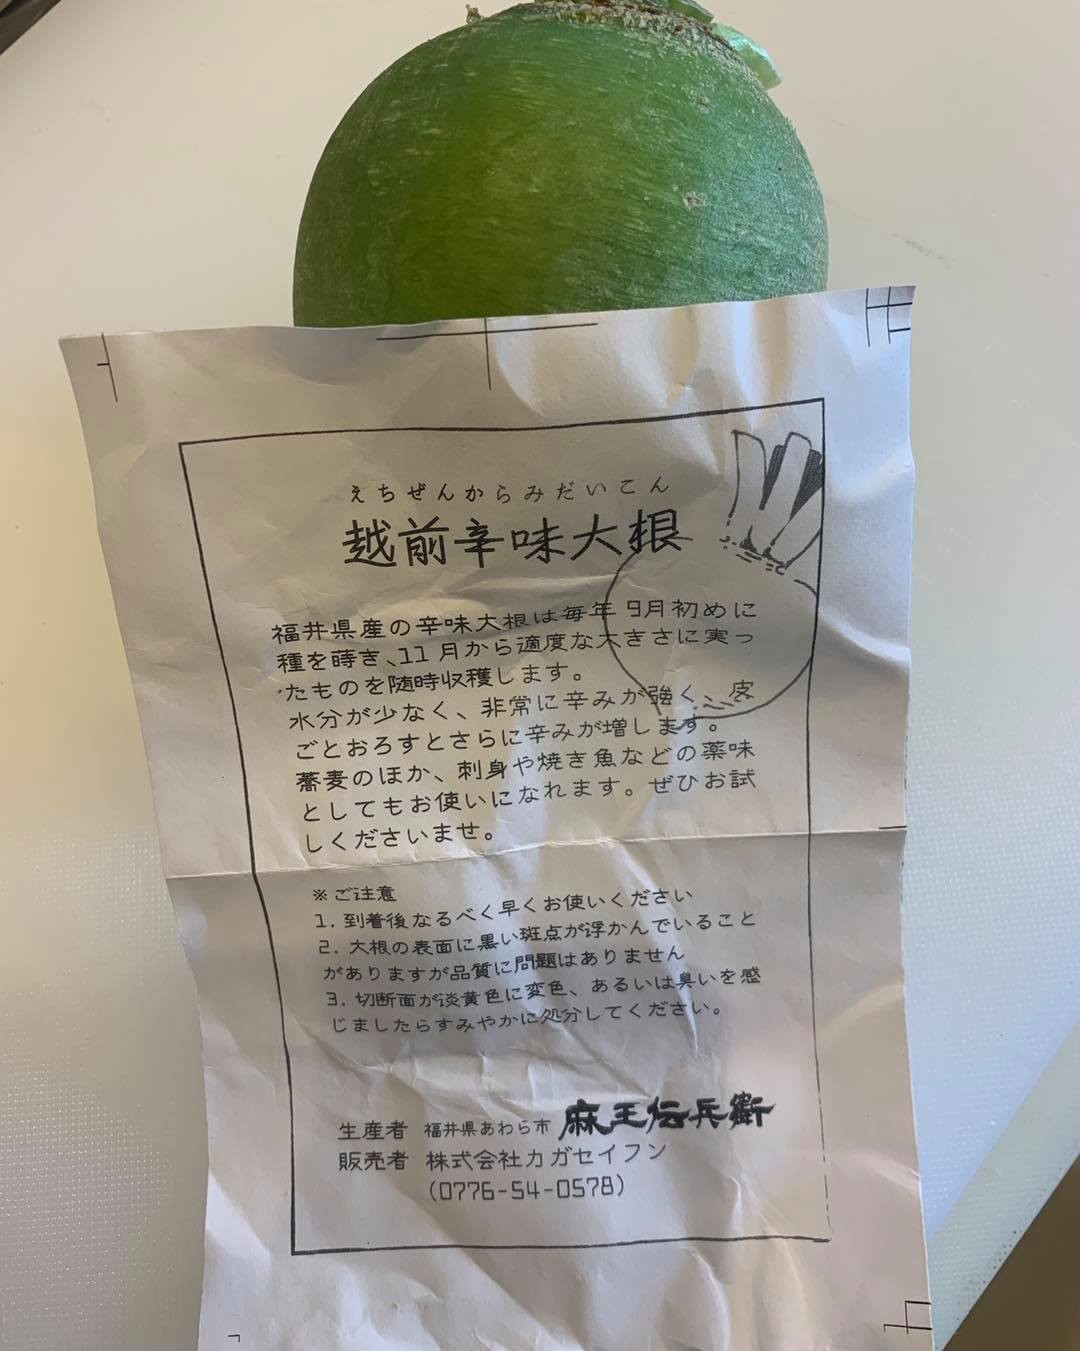 えちぜんからみだいこん
越前辛味大根
福井県産の辛味大根は毎年9月初めに
種を蒔き、11月から適度な大きさに実っ
たものを随時収穫します。
水分が少なく、非常に辛みが強く、皮
ごとおろすとさらに辛みが増します。
蕎麦のほか、刺身や焼き魚などの薬味
としてもお使いになれます。ぜひお試
しくださいませ。
※ご注意
1. 到着後なるべく早くお使いください
2. 大根の表面に黒い斑点が浮かんでいること
がありますが品質に問題はありません
3. 切断面が淡黄色に変色、あるいは臭いを感
じましたらすみやかに処分してください。
生産者 福井県あわら市 麻王伝兵衛
販売者 株式会社カガセイフン
(0776-54-0578)